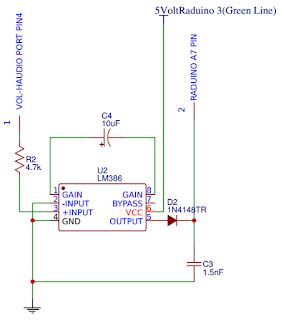 5VoltRaduino 3(Green Line)
VOL-HAUDIO PORT PIN4
1
RADUINO A7 PIN
2
C4
10uF
+
R2
4.7k
U2
LM386
1 GAIN GAIN 8
2 -INPUT BYPASS 7
3 +INPUT VCC 6
4 GND OUTPUT 5
D2
1N4148TR
C3
1.5nF